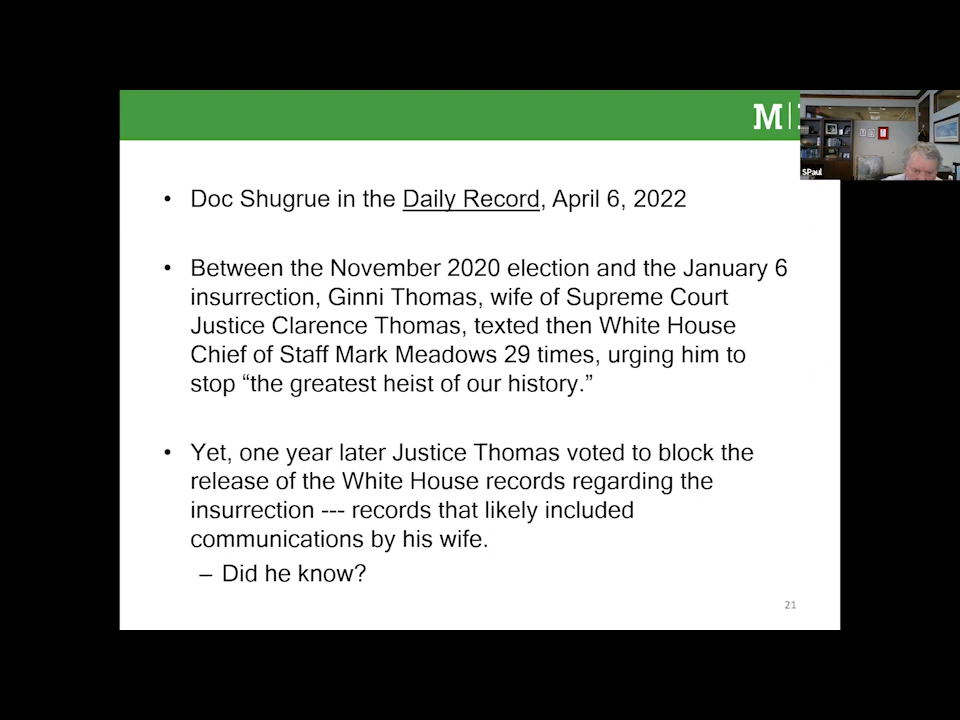 M|
SPaul
• Doc Shugrue in the Daily Record, April 6, 2022
• Between the November 2020 election and the January 6
insurrection, Ginni Thomas, wife of Supreme Court
Justice Clarence Thomas, texted then White House
Chief of Staff Mark Meadows 29 times, urging him to
stop “the greatest heist of our history.”
• Yet, one year later Justice Thomas voted to block the
release of the White House records regarding the
insurrection --- records that likely included
communications by his wife.
– Did he know?
21